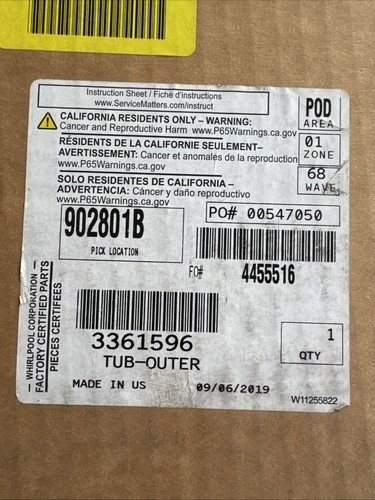 Instruction Sheet / Fiche d'instructions
www.ServiceMatters.com/instruct
POD
AREA
CALIFORNIA RESIDENTS ONLY – WARNING:
Cancer and Reproductive Harm www.P65Warnings.ca.gov
01
ZONE
RÉSIDENTS DE LA CALIFORNIE SEULEMENT–
AVERTISSEMENT: Cancer et anomales de la reproduction
www.P65Warnings.ca.gov
68
WAVE
SOLO RESIDENTES DE CALIFORNIA –
ADVERTENCIA: Cáncer y daño reproductivo
www.P65Warnings.ca.gov
902801B
PICK LOCATION
PO# 00547050
FO# 4455516
WHIRLPOOL CORPORATION –
FACTORY CERTIFIED PARTS
PIECES CERTIFEES
3361596
TUB-OUTER
1
QTY
MADE IN US
09/06/2019
W11255822